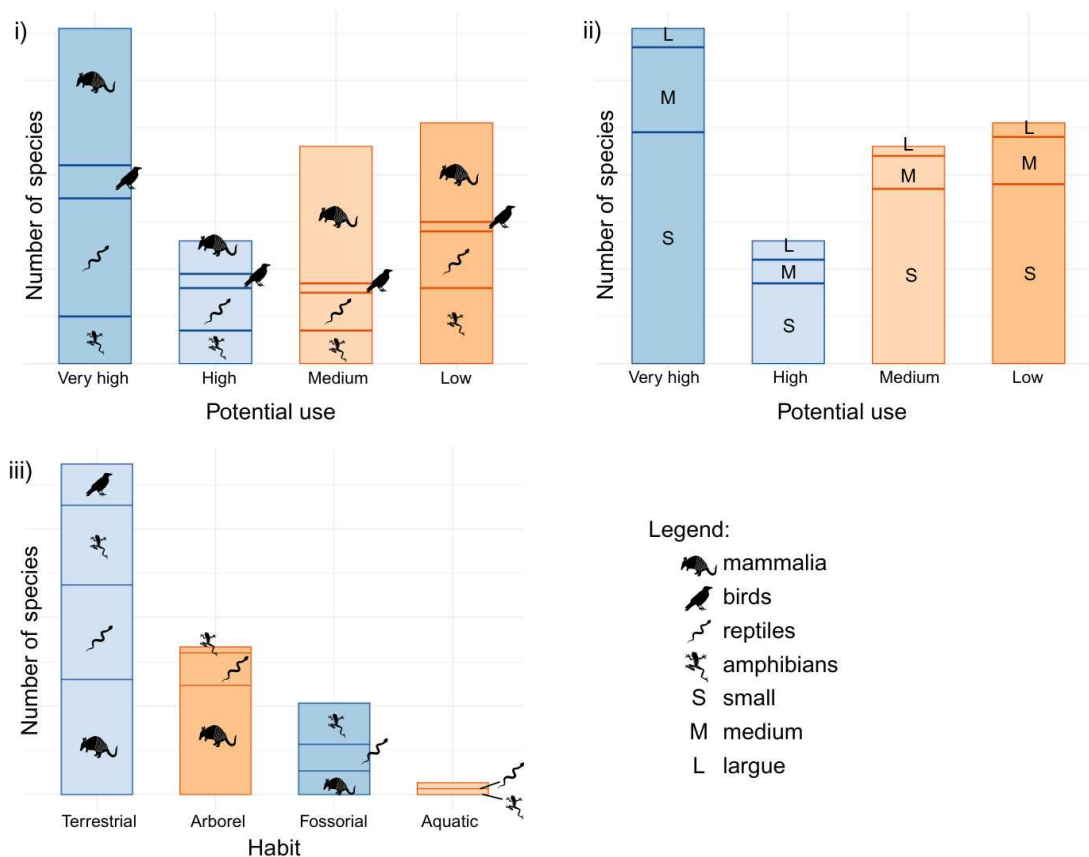 i)
Number of species
Very high High Medium Low
Potential use
ii)
Number of species
L
M
S
L
M
S
L
M
S
L
M
S
Very high High Medium Low
Potential use
iii)
Number of species
Terrestrial Arborel Fossorial Aquatic
Habit
Legend:
mammalia
birds
reptiles
amphibians
S small
M medium
L largue